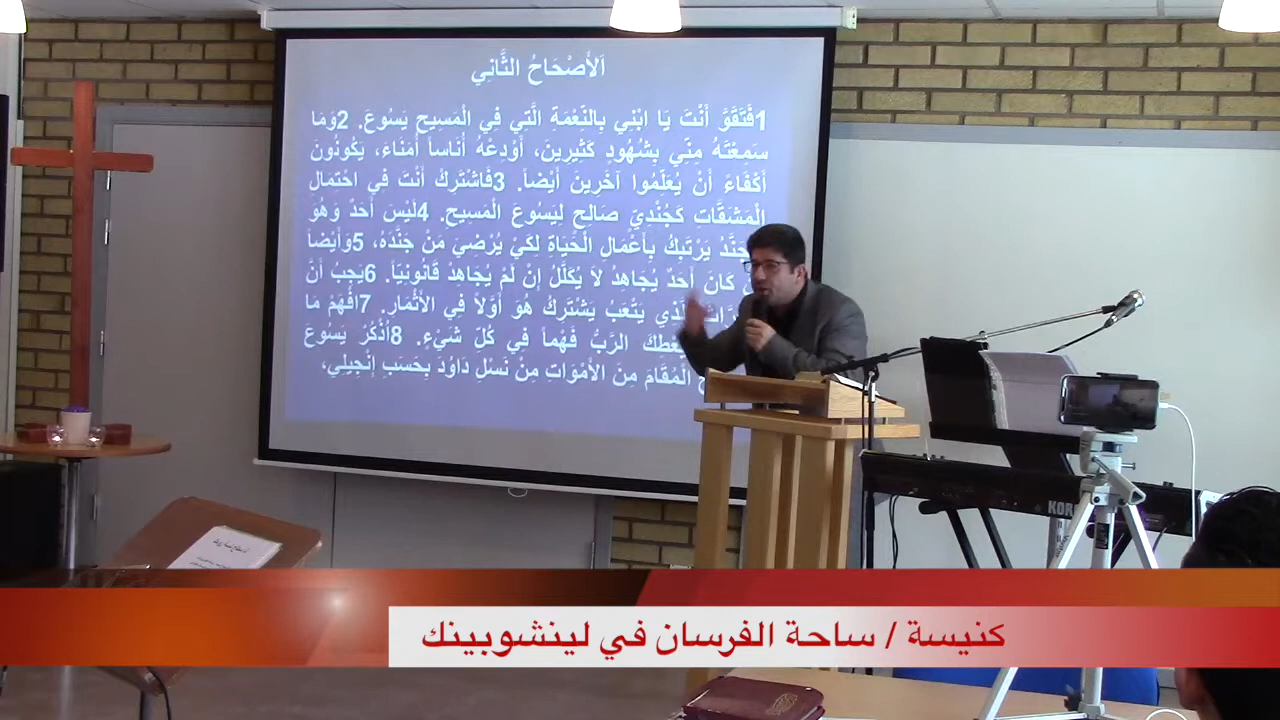 اَلأَصْحَاحُ الثَّانِي
1فَتَقَوَّ أَنْتَ يَا ابْنِي بِالنِّعْمَةِ الَّتِي فِي الْمَسِيحِ يَسُوعَ. 2وَمَا
سَمِعْتَهُ مِنِّي بِشُهُودٍ كَثِيرِينَ، أَوْدِعْهُ أُنَاساً أُمَنَاءَ، يَكُونُونَ
أَكْفَاءً أَنْ يُعَلِّمُوا آخَرِينَ أَيْضاً. 3فَاشْتَرِكْ أَنْتَ فِي احْتِمَالِ
الْمَشَقَّاتِ كَجُنْدِيٍّ صَالِحٍ لِيَسُوعَ الْمَسِيحِ. 4لَيْسَ أَحَدٌ وَهُوَ
يَرْتَبِكُ بِأَعْمَالِ الْحَيَاةِ لِكَيْ يُرْضِيَ مَنْ جَنَّدَهُ، 5وَأَيْضاً
كَانَ أَحَدٌ يُجَاهِدُ لاَ يُكَلَّلُ إِنْ لَمْ يُجَاهِدْ قَانُونِيّاً. 6يَجِبُ أَنَّ
يَتْعَبُ يَشْتَرِكُ هُوَ أَوَّلاً فِي الأَثْمَارِ. 7افْهَمْ مَا
الرَّبُّ فَهْماً فِي كُلِّ شَيْءٍ. 8اُذْكُرْ يَسُوعَ
الْمُقَامَ مِنَ الأَمْوَاتِ مِنْ نَسْلِ دَاوُدَ بِحَسَبِ إِنْجِيلِي،
KORG
كنيسة / ساحة الفرسان في لينشوبينك